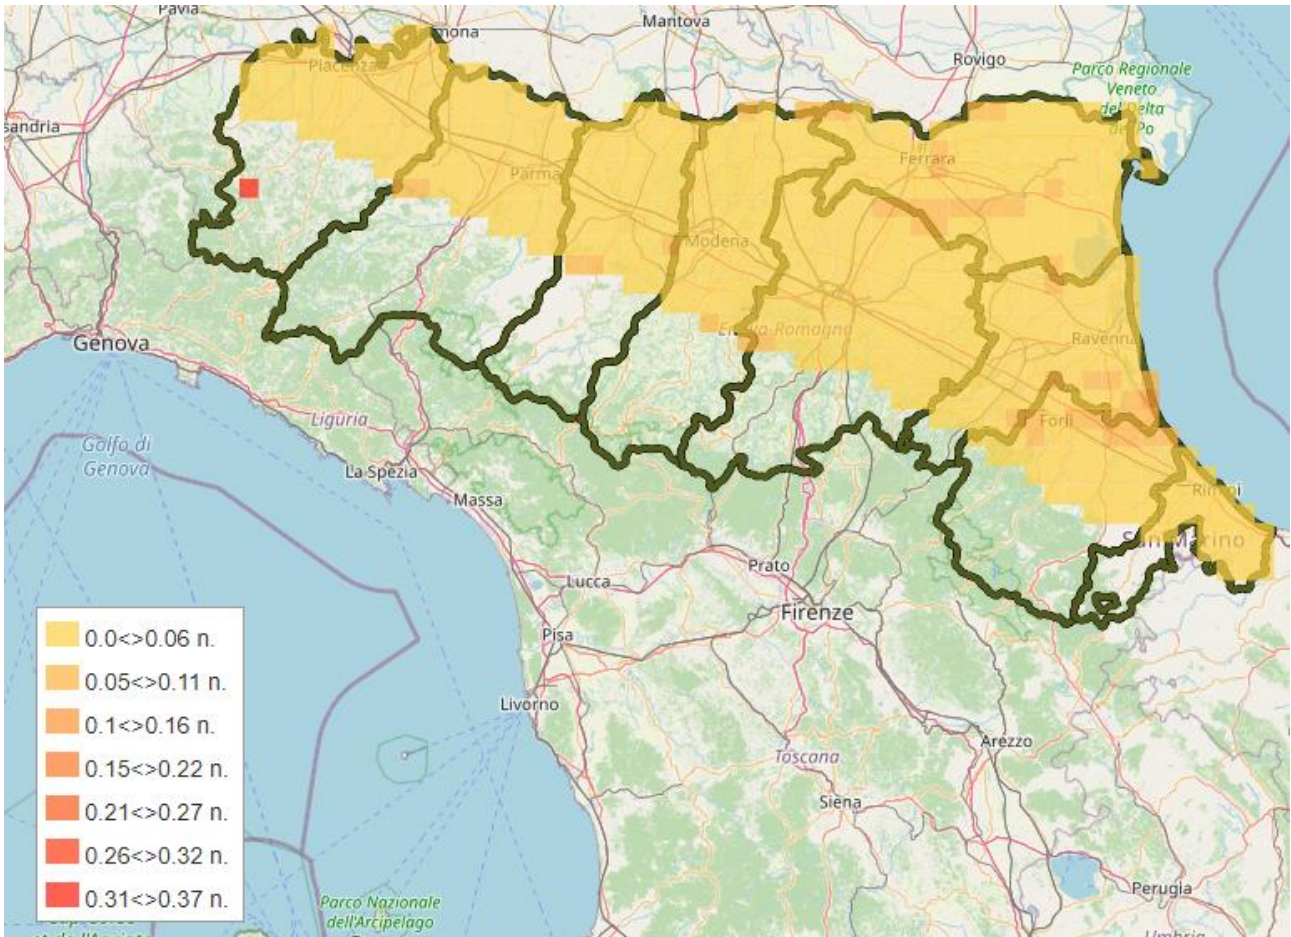 Pavia
mona
Mantova
Rovigo
Piacenza
Parco Regionale
Veneto
del Delta
del Po
sandria
Parma
Ferrara
Modena
Emilia-Romagna
Genova
Ravenna
Liguria
Forlì
Golfo di
Genova
La Spezia
Massa
Rimini
San Marino
Prato
Lucca
Firenze
Pisa
Livorno
Arezzo
Toscana
Siena
Perugia
Umbria
0.0<>0.06 n.
0.05<>0.11 n.
0.1<>0.16 n.
0.15<>0.22 n.
0.21<>0.27 n.
0.26<>0.32 n.
0.31<>0.37 n.
Parco Nazionale
dell'Arcipelago